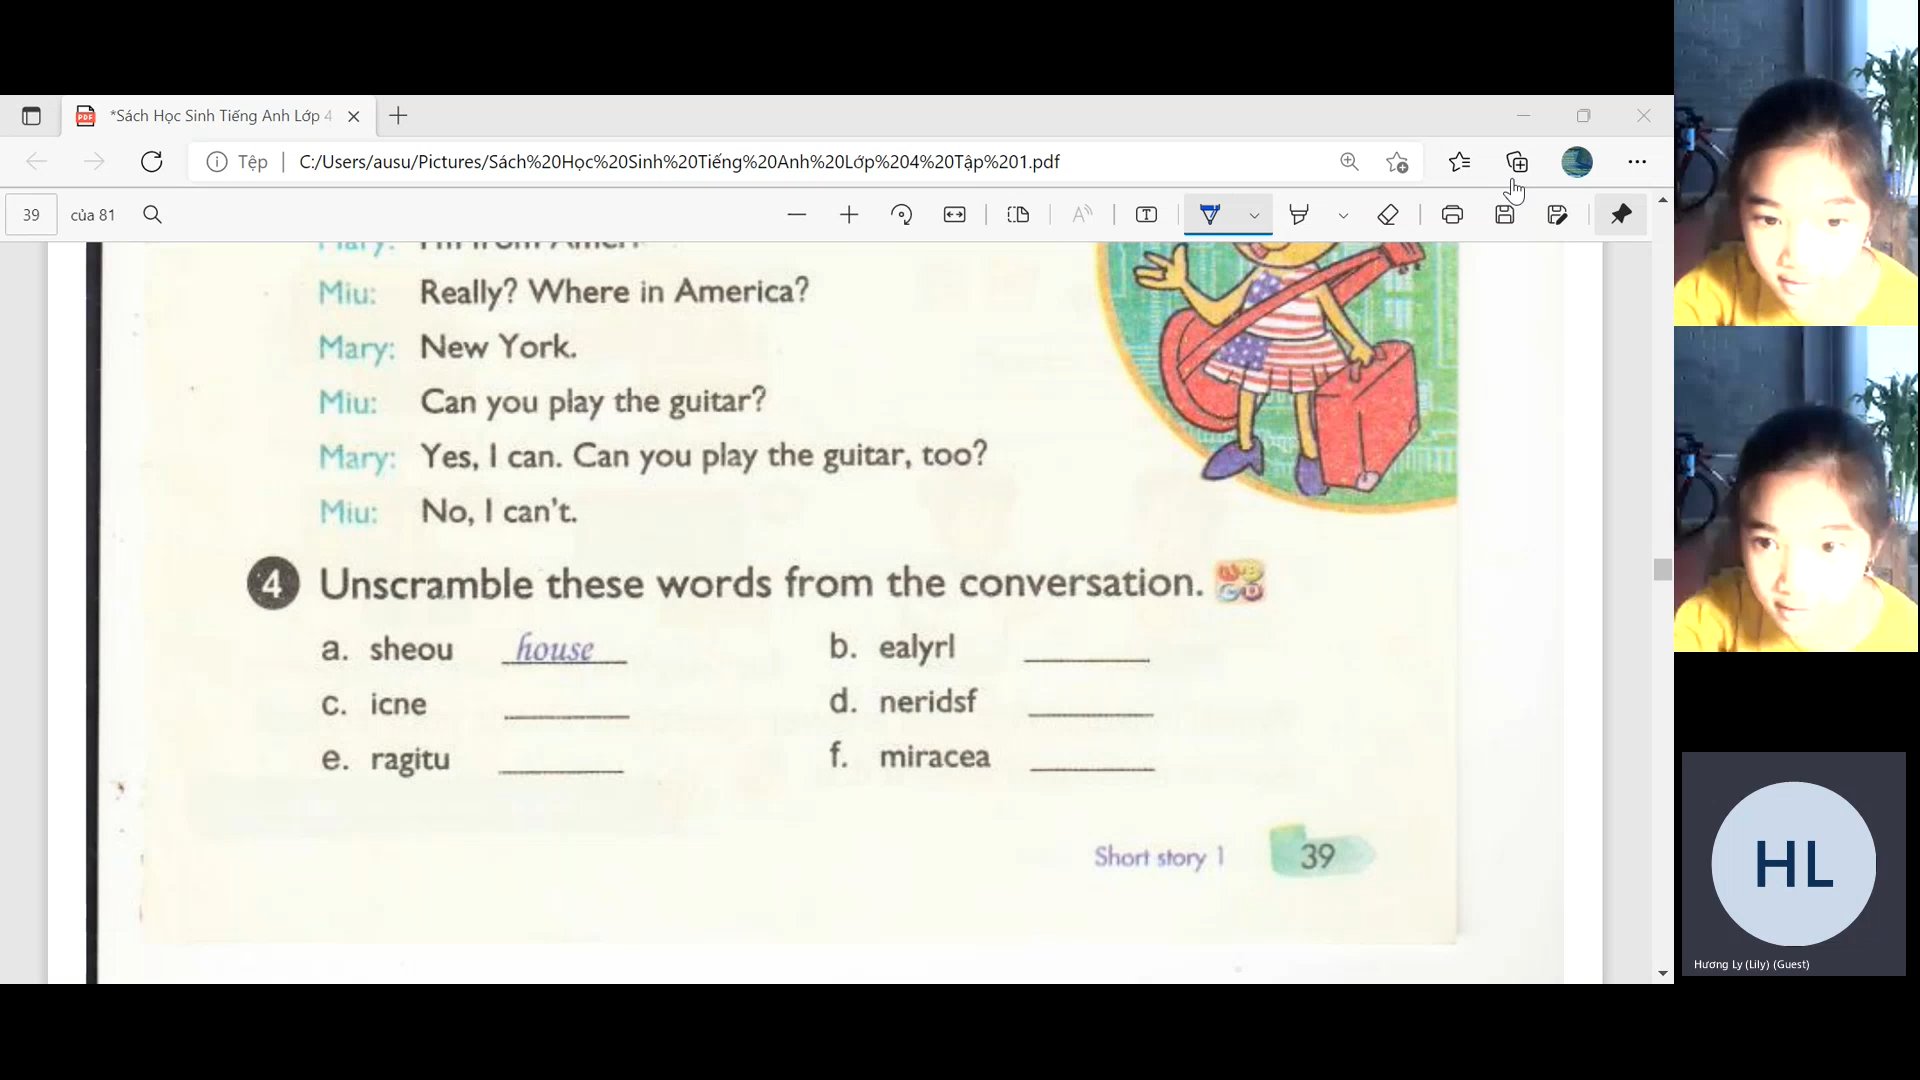 *Sách Học Sinh Tiếng Anh Lớp 4
Tệp
C:/Users/ausu/Pictures/Sách%20Học%20Sinh%20Tiếng%20Anh%20Lớp%204%20Tập%201.pdf
39 của 81
Mary: I'm from
Miu: Really? Where in America?
Mary: New York.
Miu: Can you play the guitar?
Mary: Yes, I can. Can you play the guitar, too?
Miu: No, I can't.
4 Unscramble these words from the conversation.
a. sheou house b. ealyrl
c. icne d. neridsf
e. ragitu f. miracea
Short story 1 39
HL
Hương Ly (Lily) (Guest)